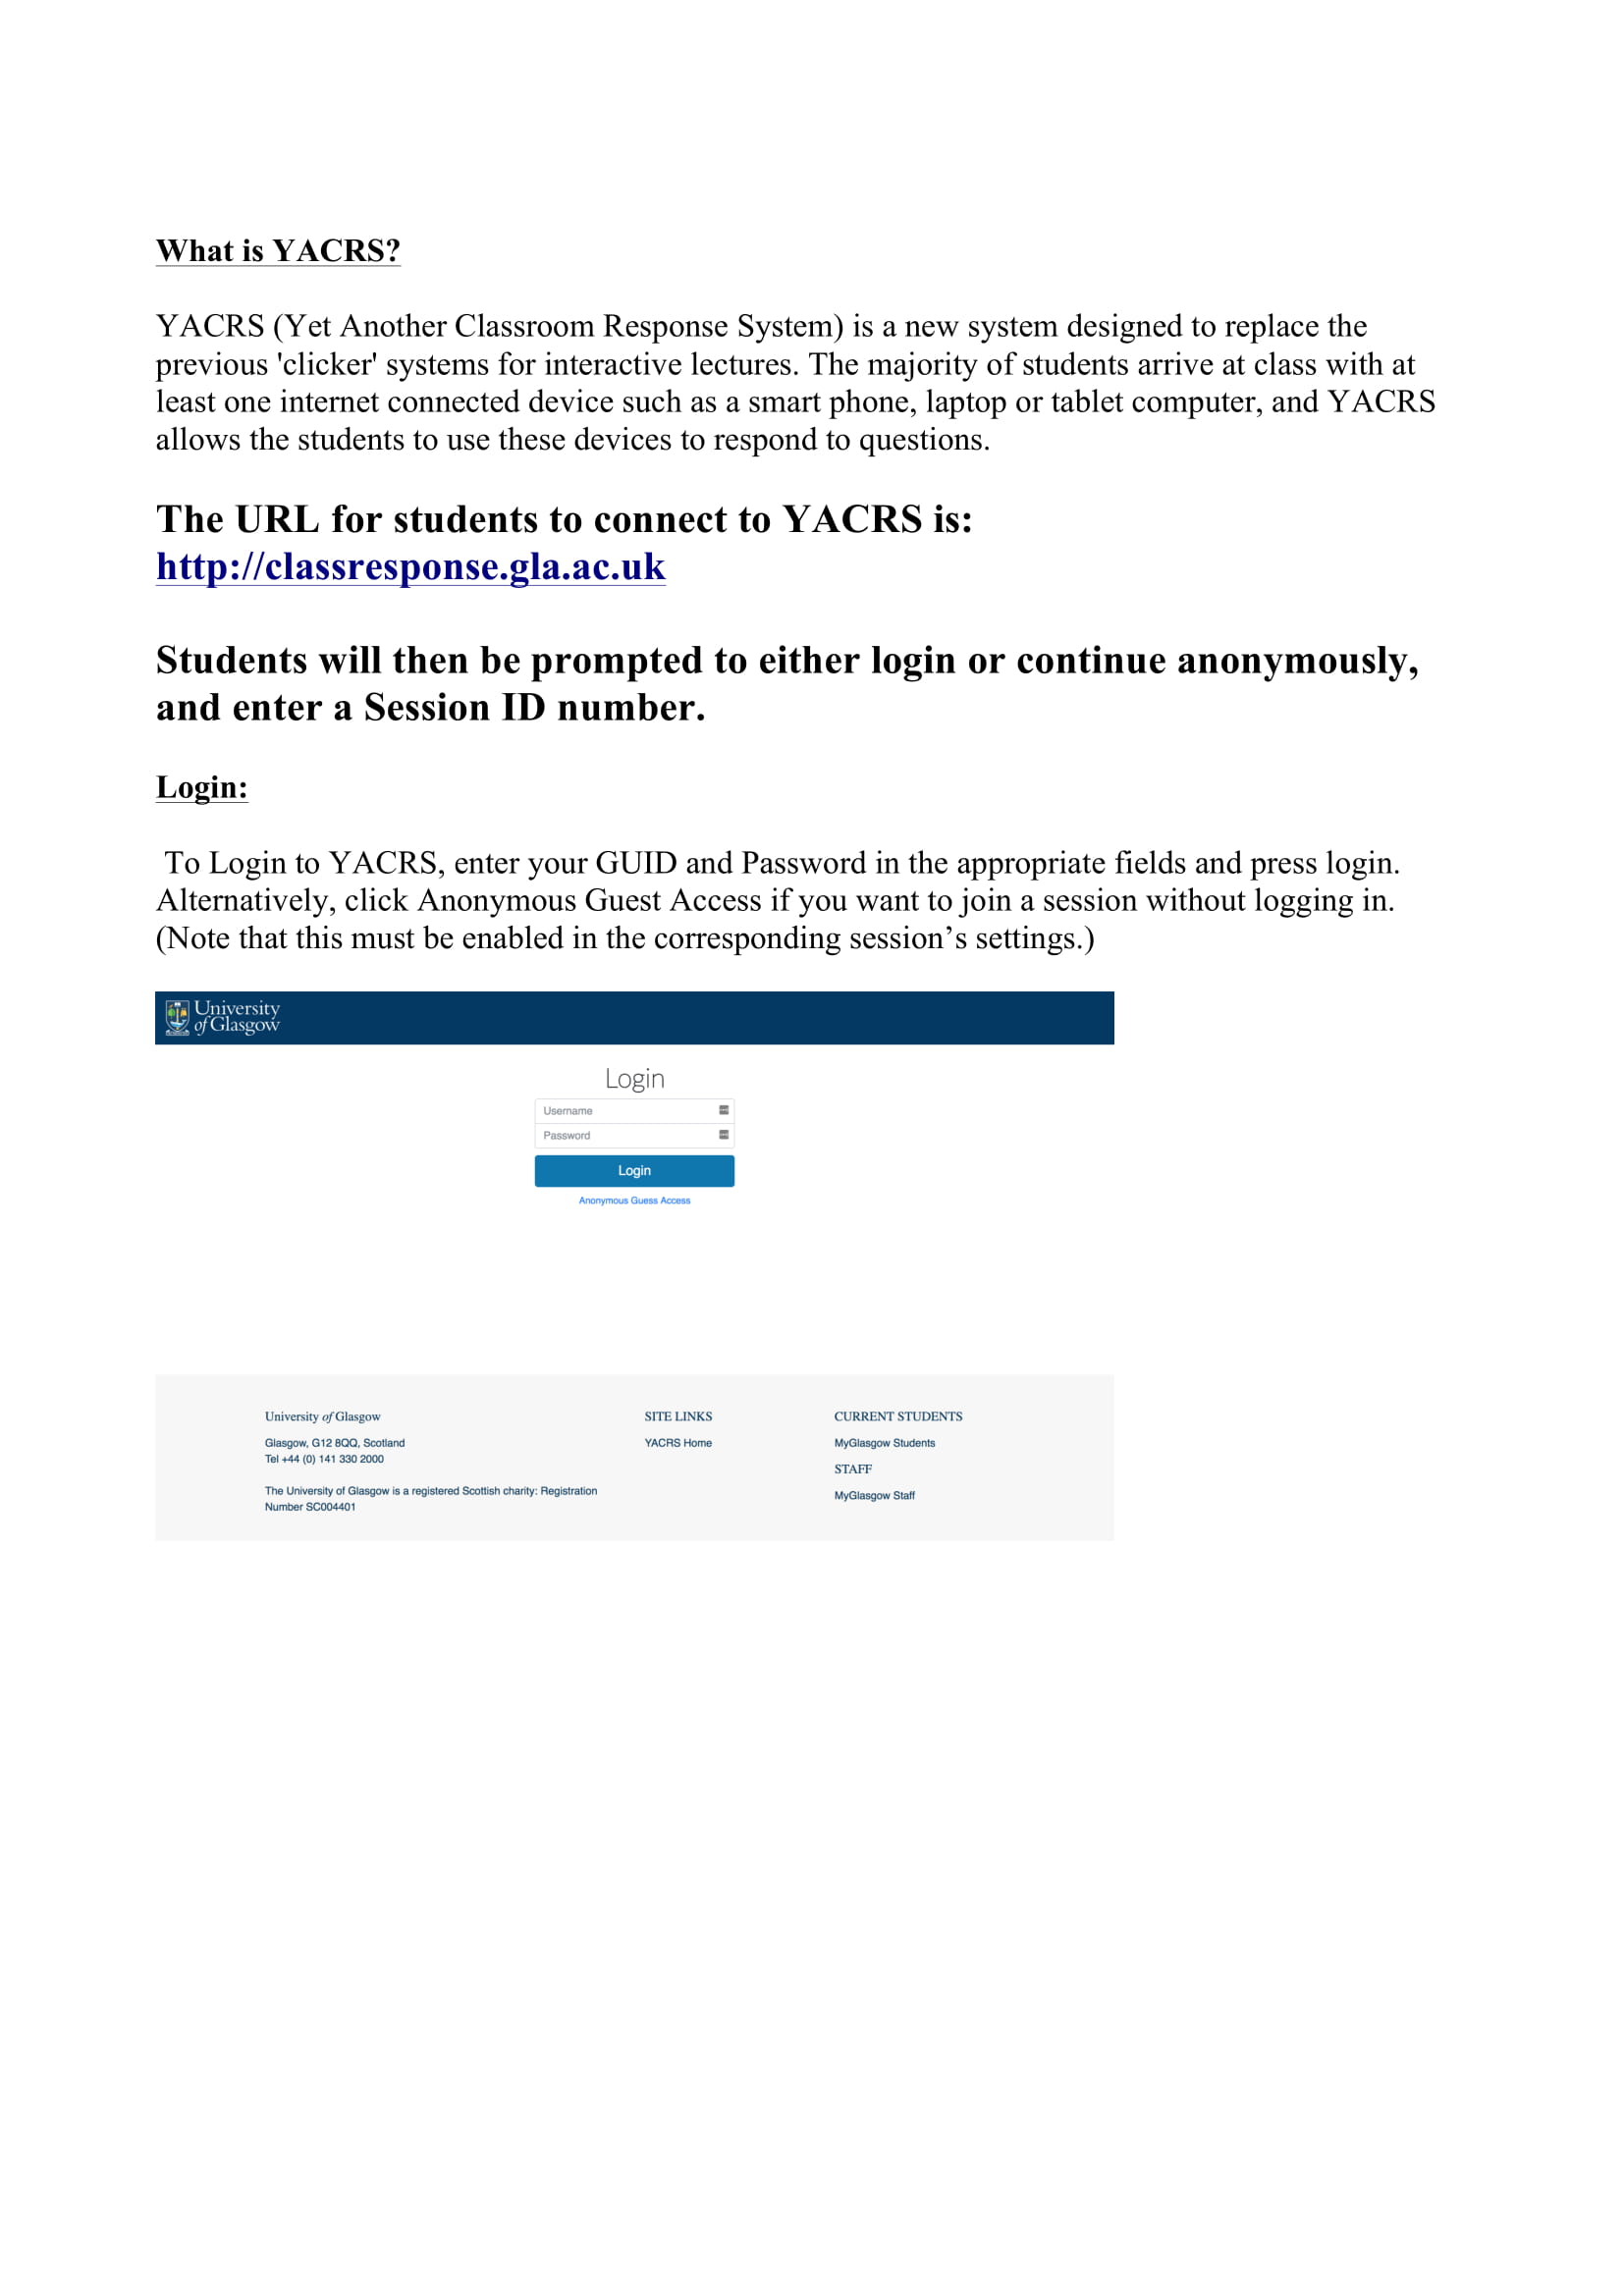 What is YACRS?
YACRS (Yet Another Classroom Response System) is a new system designed to replace the
previous 'clicker' systems for interactive lectures. The majority of students arrive at class with at
least one internet connected device such as a smart phone, laptop or tablet computer, and YACRS
allows the students to use these devices to respond to questions.
The URL for students to connect to YACRS is:
http://classresponse.gla.ac.uk
Students will then be prompted to either login or continue anonymously,
and enter a Session ID number.
Login:
To Login to YACRS, enter your GUID and Password in the appropriate fields and press login.
Alternatively, click Anonymous Guest Access if you want to join a session without logging in.
(Note that this must be enabled in the corresponding session’s settings.)
University
of Glasgow
Login
Username
Password
Login
Anonymous Guess Access
University of Glasgow
Glasgow, G12 8QQ, Scotland
Tel +44 (0) 141 330 2000
The University of Glasgow is a registered Scottish charity: Registration
Number SC004401
SITE LINKS
YACRS Home
CURRENT STUDENTS
MyGlasgow Students
STAFF
MyGlasgow Staff